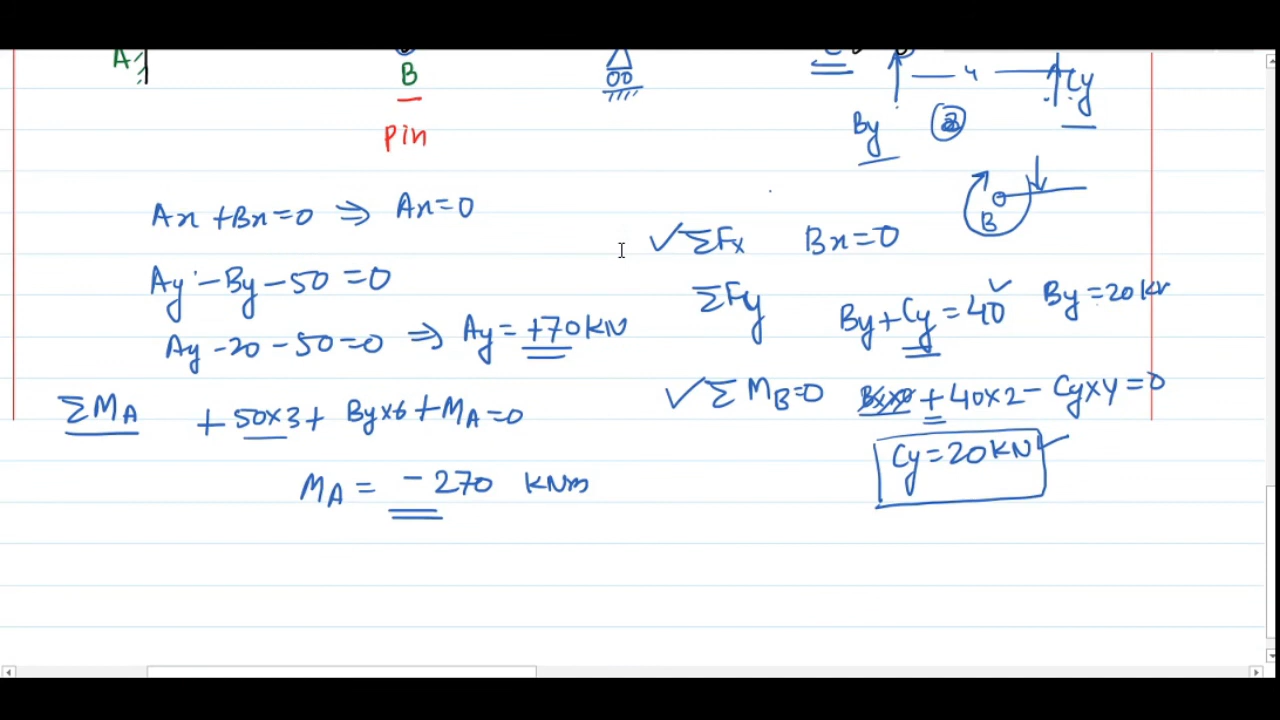 A
B
Pin
4
Cy
By
2
B
Ax + Bx = 0 ⇒ Ax = 0
Ay - By - 50 = 0
Ay - 20 - 50 = 0 ⇒ Ay = +70 KN
ΣMA + 50×3 + By×6 + MA = 0
MA = - 270 KNm
✓ ΣFx Bx = 0
ΣFy By + Cy = 40 ✓ By = 20 KN
✓ ΣMB = 0 Bx×0 + 40×2 - Cy×4 = 0
Cy = 20 KN ✓